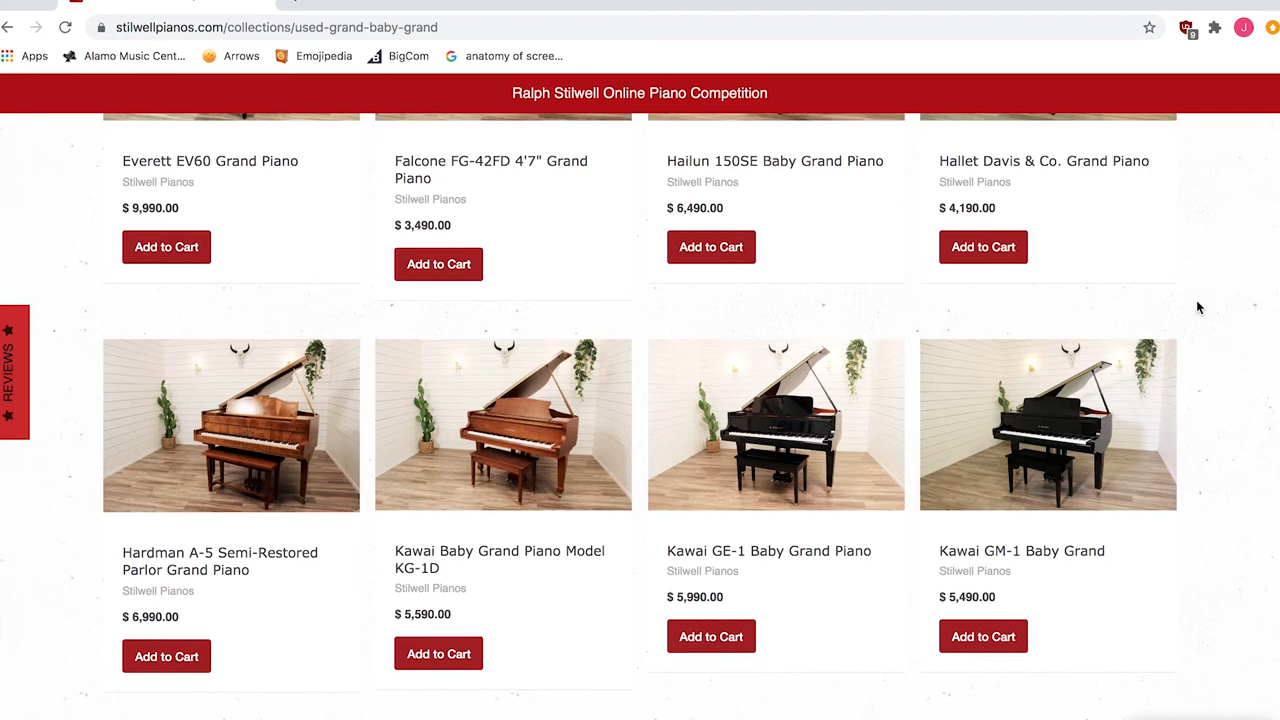 stilwellpianos.com/collections/used-grand-baby-grand
9
J
Apps
Alamo Music Cent...
Arrows
Emojipedia
BigCom
anatomy of scree...
Ralph Stilwell Online Piano Competition
Everett EV60 Grand Piano
Stilwell Pianos
$ 9,990.00
Add to Cart
Falcone FG-42FD 4'7" Grand
Piano
Stilwell Pianos
$ 3,490.00
Add to Cart
Hailun 150SE Baby Grand Piano
Stilwell Pianos
$ 6,490.00
Add to Cart
Hallet Davis & Co. Grand Piano
Stilwell Pianos
$ 4,190.00
Add to Cart
★ REVIEWS ★
Hardman A-5 Semi-Restored
Parlor Grand Piano
Stilwell Pianos
$ 6,990.00
Add to Cart
Kawai Baby Grand Piano Model
KG-1D
Stilwell Pianos
$ 5,590.00
Add to Cart
Kawai GE-1 Baby Grand Piano
Stilwell Pianos
$ 5,990.00
Add to Cart
Kawai GM-1 Baby Grand
Stilwell Pianos
$ 5,490.00
Add to Cart